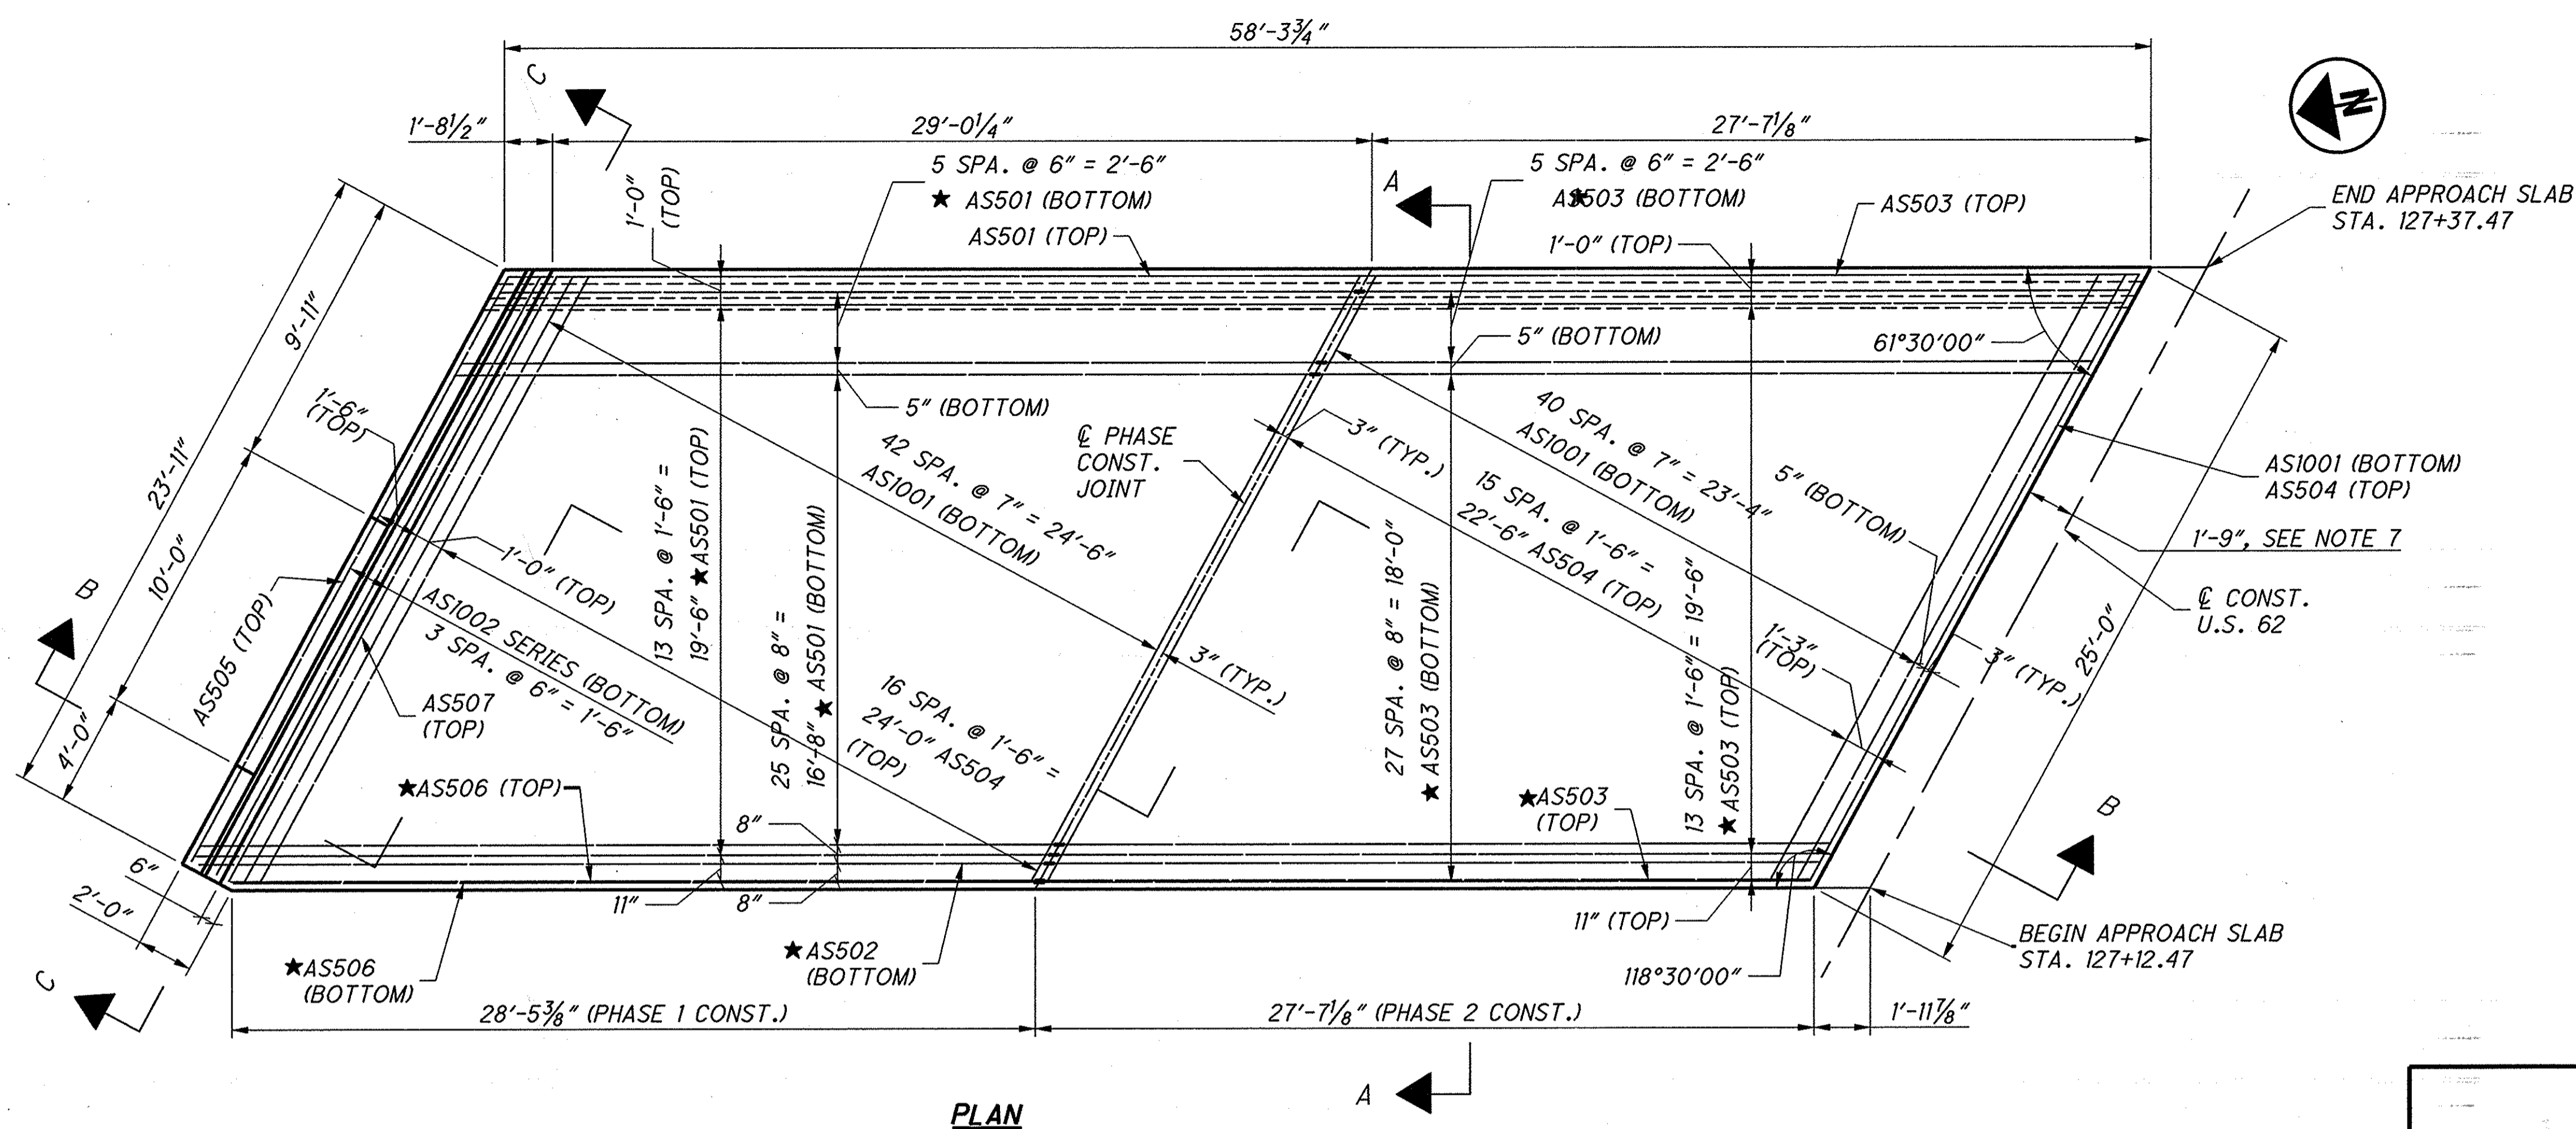 58'-3¾"
C
N
1'-8½"
29'-0¼"
27'-7⅛"
5 SPA. @ 6" = 2'-6"
★ AS501 (BOTTOM)
AS501 (TOP)
1'-0"
(TOP)
A
5 SPA. @ 6" = 2'-6"
★ AS503 (BOTTOM)
AS503 (TOP)
1'-0" (TOP)
END APPROACH SLAB
STA. 127+37.47
9'-11"
23'-11"
10'-0"
4'-0"
1'-6"
(TOP)
5" (BOTTOM)
5" (BOTTOM)
61°30'00"
13 SPA. @ 1'-6" =
19'-6" ★ AS501 (TOP)
25 SPA. @ 8" =
16'-8" ★ AS501 (BOTTOM)
42 SPA. @ 7" = 24'-6"
AS1001 (BOTTOM)
℄ PHASE
CONST.
JOINT
3" (TYP.)
40 SPA. @ 7" = 23'-4"
AS1001 (BOTTOM)
15 SPA. @ 1'-6" =
22'-6" AS504 (TOP)
5" (BOTTOM)
AS1001 (BOTTOM)
AS504 (TOP)
1'-9", SEE NOTE 7
℄ CONST.
U.S. 62
B
AS505 (TOP)
1'-0" (TOP)
AS1002 SERIES (BOTTOM)
3 SPA. @ 6" = 1'-6"
AS507
(TOP)
16 SPA. @ 1'-6" =
24'-0" AS504
(TOP)
3" (TYP.)
27 SPA. @ 8" = 18'-0"
★ AS503 (BOTTOM)
13 SPA. @ 1'-6" = 19'-6"
★ AS503 (TOP)
1'-3"
(TOP)
3" (TYP.)
25'-0"
★AS506 (TOP)
8"
★AS503
(TOP)
B
6"
2'-0"
11"
8"
11" (TOP)
C
★AS506
(BOTTOM)
★AS502
(BOTTOM)
118°30'00"
BEGIN APPROACH SLAB
STA. 127+12.47
28'-5⅜" (PHASE 1 CONST.)
27'-7⅛" (PHASE 2 CONST.)
1'-11⅞"
A
PLAN